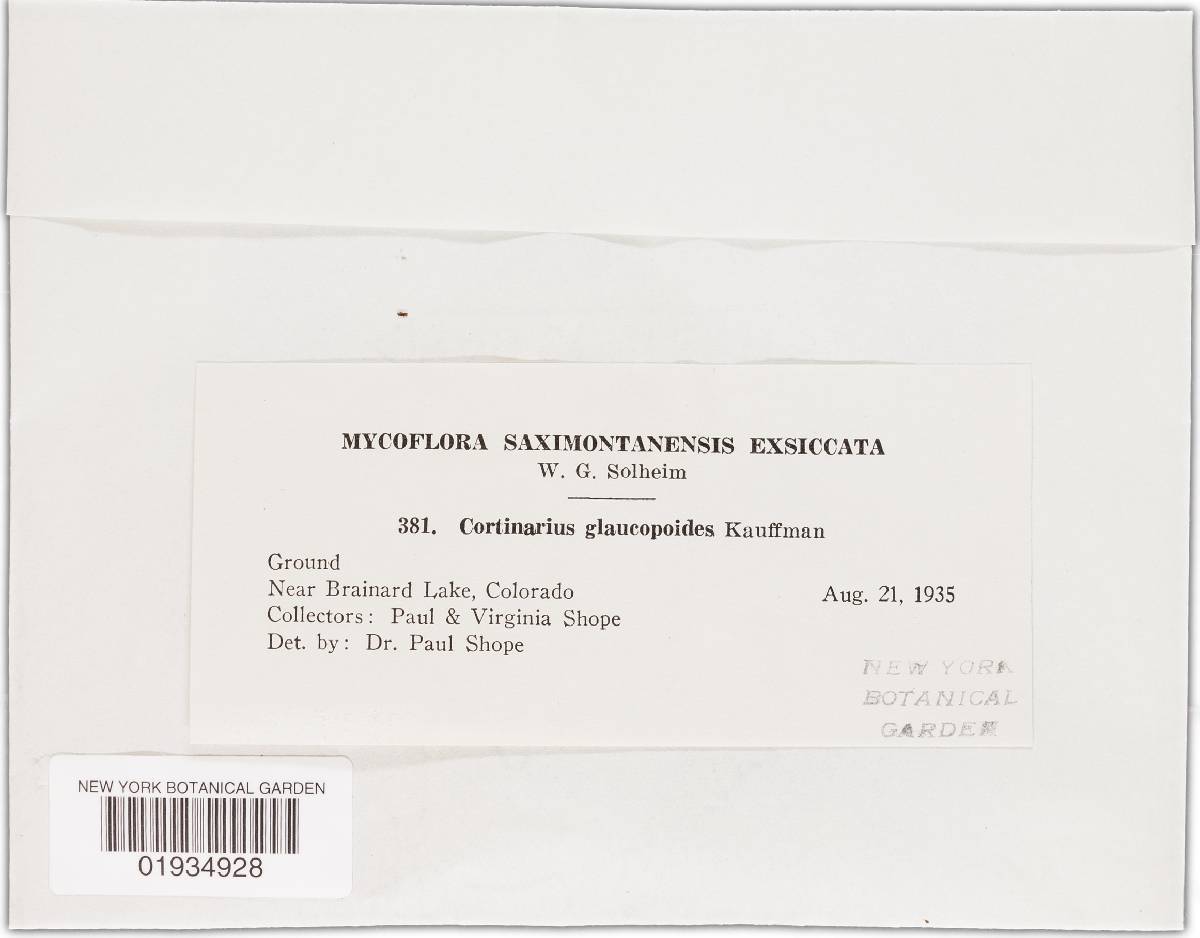 MYCOFLORA SAXIMONTANENSIS EXSICCATA
W. G. Solheim
381. Cortinarius glaucopoides Kauffman
Ground
Near Brainard Lake, Colorado Aug. 21, 1935
Collectors: Paul & Virginia Shope
Det. by: Dr. Paul Shope
NEW YORK
BOTANICAL
GARDEN
NEW YORK BOTANICAL GARDEN
01934928